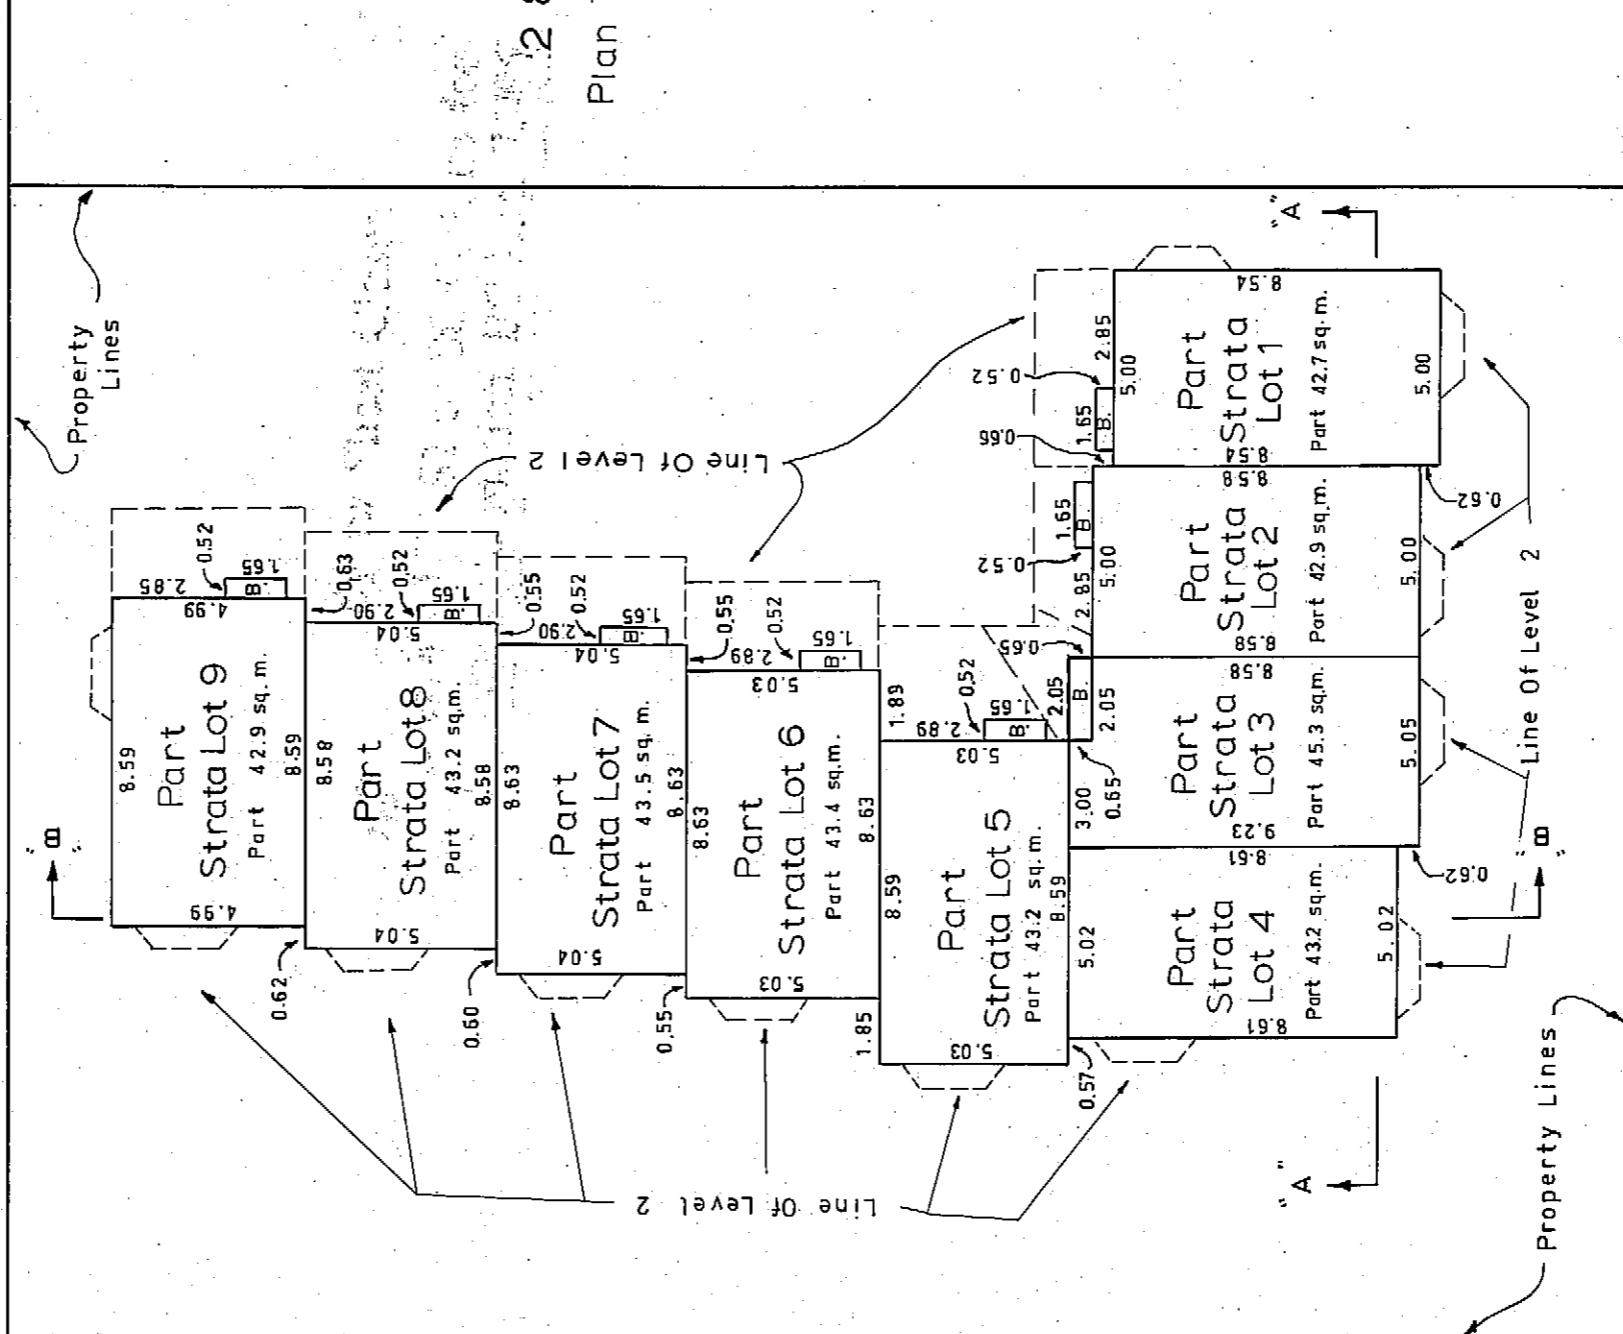 2 8
Plan
Property
Lines
"B"
8.59
Part
Strata Lot 9
Part 42.9 sq. m.
8.59
4.99
4.99
2.85
0.52
1.65
B.
0.63
0.62
8.58
Part
Strata Lot 8
Part 43.2 sq.m.
8.58
5.04
5.04
2.90
0.52
1.65
B.
0.55
0.60
8.63
Part
Strata Lot 7
Part 43.5 sq. m.
8.63
5.04
5.04
2.90
0.52
1.65
B.
0.55
0.55
8.63
Part
Strata Lot 6
Part 43.4 sq.m.
8.63
5.03
5.03
2.89
0.52
1.65
B.
1.89
1.85
8.59
Part
Strata Lot 5
Part 43.2 sq. m.
8.59
5.03
5.03
2.89
0.52
1.65
B.
0.57
5.02
Part
Strata
Lot 4
Part 43.2 sq.m.
5.02
8.61
8.61
0.62
2.05
B.
2.05
0.65
0.65
3.00
Part
Strata
Lot 3
Part 45.3 sq.m.
5.05
9.23
8.58
2.85
0.52
1.65
B
5.00
Part
Strata
Lot 2
Part 42.9 sq.m.
5.00
8.58
8.58
0.62
0.66
1.65
B.
0.52
2.85
5.00
Part
Strata
Lot 1
Part 42.7 sq. m.
5.00
8.54
8.54
"A"
"A"
"B"
Line Of Level 2
Line Of Level 2
Line Of Level 2
Property Lines